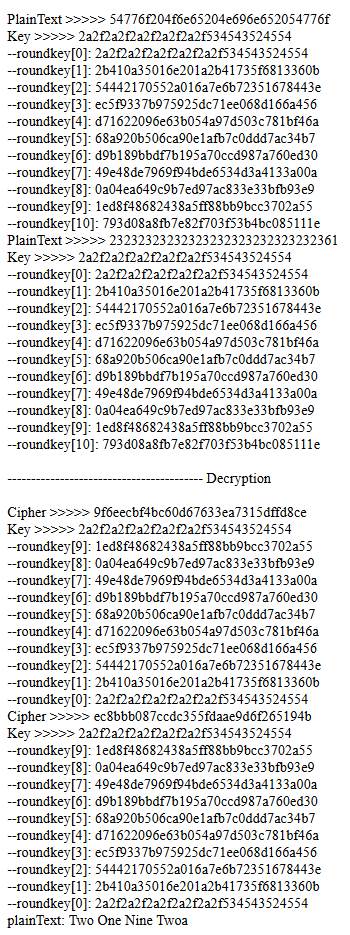 PlainText >>>>> 54776f204f6e65204e696e652054776f
Key >>>>> 2a2f2a2f2a2f2a2f2a2f534543524554
--roundkey[0]: 2a2f2a2f2a2f2a2f2a2f534543524554
--roundkey[1]: 2b410a35016e201a2b41735f6813360b
--roundkey[2]: 54442170552a016a7e6b72351678443e
--roundkey[3]: ec5f9337b975925dc71ee068d166a456
--roundkey[4]: d71622096e63b054a97d503c781bf46a
--roundkey[5]: 68a920b506ca90e1afb7c0ddd7ac34b7
--roundkey[6]: d9b189bbdf7b195a70ccd987a760ed30
--roundkey[7]: 49e48de7969f94bde6534d3a4133a00a
--roundkey[8]: 0a04ea649c9b7ed97ac833e33bfb93e9
--roundkey[9]: 1ed8f48682438a5ff88bb9bcc3702a55
--roundkey[10]: 793d08a8fb7e82f703f53b4bc085111e
PlainText >>>>> 23232323232323232323232323232361
Key >>>>> 2a2f2a2f2a2f2a2f2a2f534543524554
--roundkey[0]: 2a2f2a2f2a2f2a2f2a2f534543524554
--roundkey[1]: 2b410a35016e201a2b41735f6813360b
--roundkey[2]: 54442170552a016a7e6b72351678443e
--roundkey[3]: ec5f9337b975925dc71ee068d166a456
--roundkey[4]: d71622096e63b054a97d503c781bf46a
--roundkey[5]: 68a920b506ca90e1afb7c0ddd7ac34b7
--roundkey[6]: d9b189bbdf7b195a70ccd987a760ed30
--roundkey[7]: 49e48de7969f94bde6534d3a4133a00a
--roundkey[8]: 0a04ea649c9b7ed97ac833e33bfb93e9
--roundkey[9]: 1ed8f48682438a5ff88bb9bcc3702a55
--roundkey[10]: 793d08a8fb7e82f703f53b4bc085111e
------------------------------------------ Decryption
Cipher >>>>> 9f6eecbf4bc60d67633ea7315dffd8ce
Key >>>>> 2a2f2a2f2a2f2a2f2a2f534543524554
--roundkey[9]: 1ed8f48682438a5ff88bb9bcc3702a55
--roundkey[8]: 0a04ea649c9b7ed97ac833e33bfb93e9
--roundkey[7]: 49e48de7969f94bde6534d3a4133a00a
--roundkey[6]: d9b189bbdf7b195a70ccd987a760ed30
--roundkey[5]: 68a920b506ca90e1afb7c0ddd7ac34b7
--roundkey[4]: d71622096e63b054a97d503c781bf46a
--roundkey[3]: ec5f9337b975925dc71ee068d166a456
--roundkey[2]: 54442170552a016a7e6b72351678443e
--roundkey[1]: 2b410a35016e201a2b41735f6813360b
--roundkey[0]: 2a2f2a2f2a2f2a2f2a2f534543524554
Cipher >>>>> ec8bbb087ccdc355fdaae9d6f265194b
Key >>>>> 2a2f2a2f2a2f2a2f2a2f534543524554
--roundkey[9]: 1ed8f48682438a5ff88bb9bcc3702a55
--roundkey[8]: 0a04ea649c9b7ed97ac833e33bfb93e9
--roundkey[7]: 49e48de7969f94bde6534d3a4133a00a
--roundkey[6]: d9b189bbdf7b195a70ccd987a760ed30
--roundkey[5]: 68a920b506ca90e1afb7c0ddd7ac34b7
--roundkey[4]: d71622096e63b054a97d503c781bf46a
--roundkey[3]: ec5f9337b975925dc71ee068d166a456
--roundkey[2]: 54442170552a016a7e6b72351678443e
--roundkey[1]: 2b410a35016e201a2b41735f6813360b
--roundkey[0]: 2a2f2a2f2a2f2a2f2a2f534543524554
plainText: Two One Nine Twoa